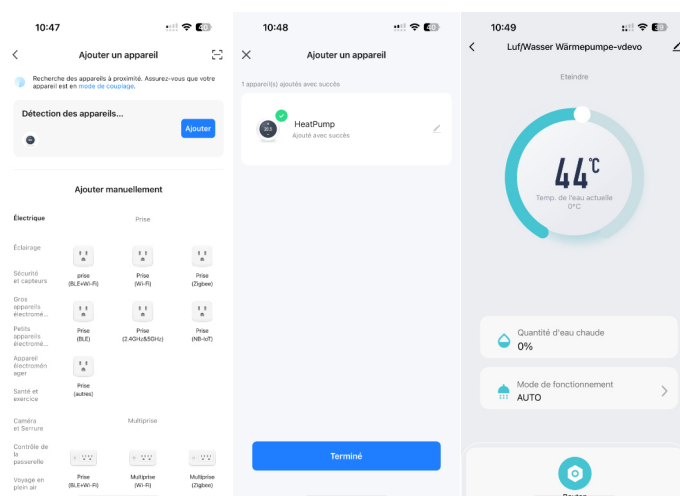 10:47
Ajouter un appareil
Recherche des appareils à proximité. Assurez-vous que votre
appareil est en mode de couplage.
Détection des appareils...
Ajouter
Ajouter manuellement
Électrique
Prise
Éclairage
Sécurité
et capteurs
Gros
appareils
électromé...
Petits
appareils
électromé...
Appareil
électromén
ager
Santé et
exercice
Caméra
et Serrure
Contrôle de
la
passerelle
Voyage en
plein air
prise
(BLE+Wi-Fi)
Prise
(Wi-Fi)
Prise
(Zigbee)
Prise
(BLE)
Prise
(2.4GHz&5GHz)
Prise
(NB-IoT)
Prise
(autres)
Multiprise
Prise
(BLE+Wi-Fi)
Multiprise
(Wi-Fi)
Multiprise
(Zigbee)
10:48
Ajouter un appareil
1 appareil(s) ajoutés avec succès
HeatPump
Ajouté avec succès
Terminé
10:49
Luf/Wasser Wärmepumpe-vdevo
Eteindre
44°C
Temp. de l'eau actuelle
0°C
Quantité d'eau chaude
0%
Mode de fonctionnement
AUTO